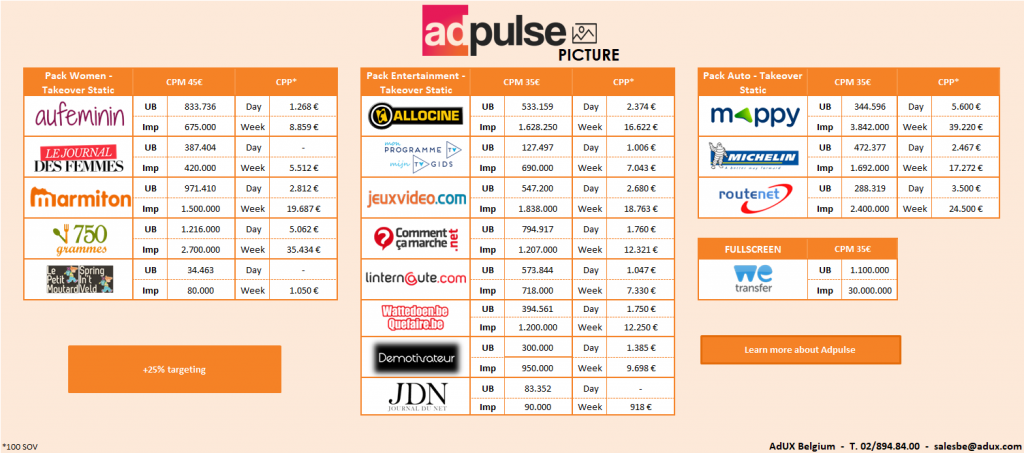 adpulse
PICTURE
Pack Women -
Takeover Static
CPM 45€
CPP*
aufeminin
UB 833.736 Day 1.268 €
Imp 675.000 Week 8.859 €
LE JOURNAL
DES FEMMES
UB 387.404 Day -
Imp 420.000 Week 5.512 €
marmiton
UB 971.410 Day 2.812 €
Imp 1.500.000 Week 19.687 €
750
grammes
UB 1.216.000 Day 5.062 €
Imp 2.700.000 Week 35.434 €
Le Petit Moutard
Spring In't Veld
UB 34.463 Day -
Imp 80.000 Week 1.050 €
+25% targeting
Pack Entertainment -
Takeover Static
CPM 35€
CPP*
ALLOCINE
UB 533.159 Day 2.374 €
Imp 1.628.250 Week 16.622 €
mon
PROGRAMME TV
mijn
TV GIDS
UB 127.497 Day 1.006 €
Imp 690.000 Week 7.043 €
jeuxvideo.com
UB 547.200 Day 2.680 €
Imp 1.838.000 Week 18.763 €
Comment
ça marche.net
UB 794.917 Day 1.760 €
Imp 1.207.000 Week 12.321 €
linternaute.com
UB 573.844 Day 1.047 €
Imp 718.000 Week 7.330 €
Wattedoen.be
Quefaire.be
UB 394.561 Day 1.750 €
Imp 1.200.000 Week 12.250 €
Demotivateur
UB 300.000 Day 1.385 €
Imp 950.000 Week 9.698 €
JDN
JOURNAL DU NET
UB 83.352 Day -
Imp 90.000 Week 918 €
Pack Auto - Takeover
Static
CPM 35€
CPP*
mappy
UB 344.596 Day 5.600 €
Imp 3.842.000 Week 39.220 €
MICHELIN
A better way forward
UB 472.377 Day 2.467 €
Imp 1.692.000 Week 17.272 €
routenet
UB 288.319 Day 3.500 €
Imp 2.400.000 Week 24.500 €
FULLSCREEN
CPM 35€
we
transfer
UB 1.100.000
Imp 30.000.000
Learn more about Adpulse
*100 SOV
AdUX Belgium - T. 02/894.84.00 - salesbe@adux.com